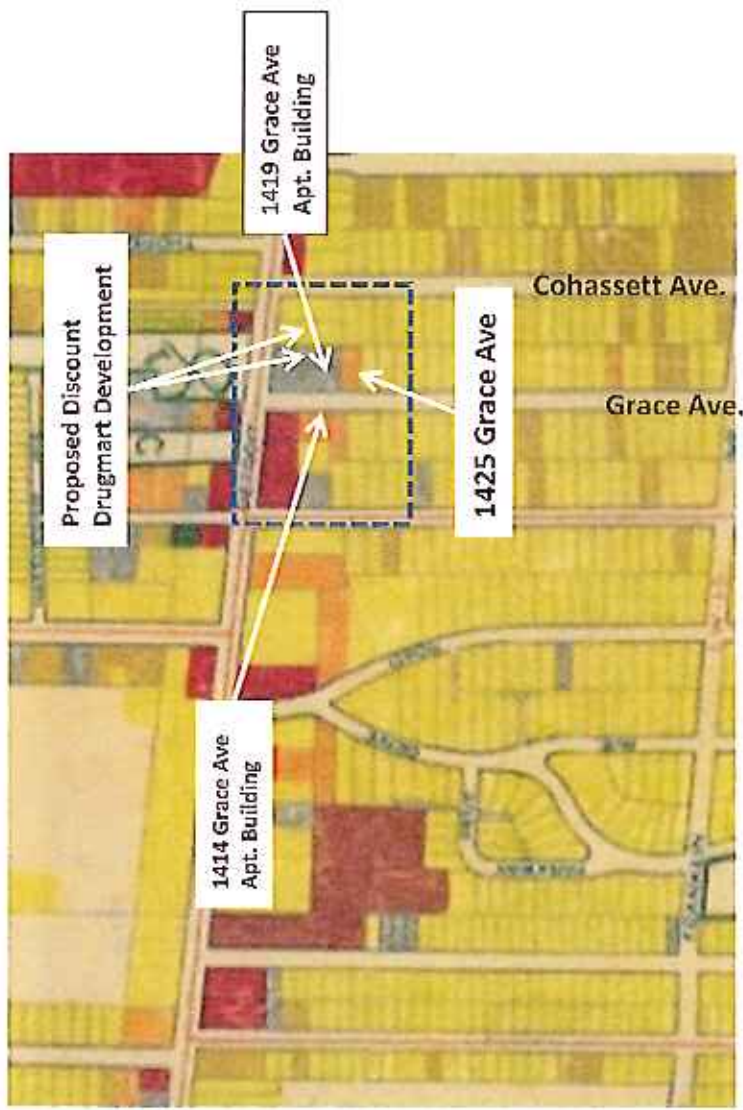 Proposed Discount
Drugmart Development
1419 Grace Ave
Apt. Building
Cohassett Ave.
Grace Ave.
1425 Grace Ave
1414 Grace Ave
Apt. Building
FRANKLIN